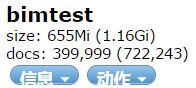 bimtest
size: 655Mi (1.16Gi)
docs: 399,999 (722,243)
信息 动作